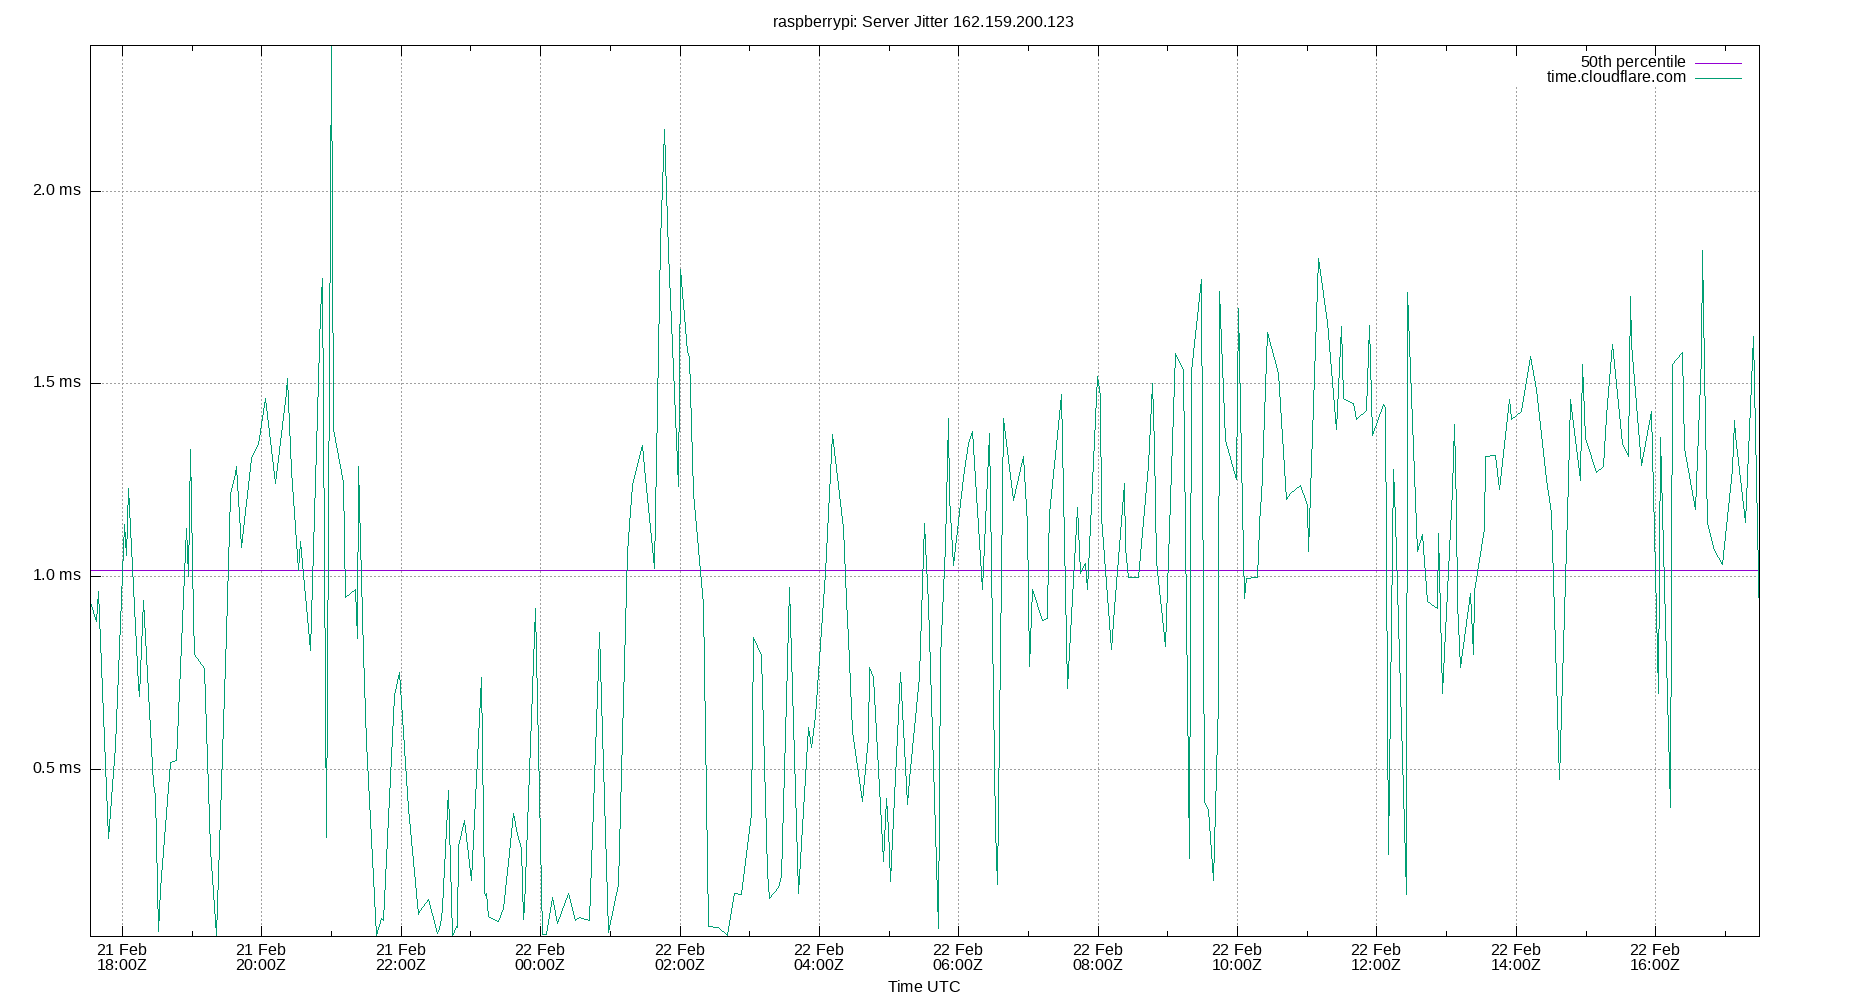 raspberrypi: Server Jitter 162.159.200.123
50th percentile
time.cloudflare.com
2.0 ms
1.5 ms
1.0 ms
0.5 ms
21 Feb 21 Feb 21 Feb 22 Feb 22 Feb 22 Feb 22 Feb 22 Feb 22 Feb 22 Feb 22 Feb 22 Feb
18:00Z 20:00Z 22:00Z 00:00Z 02:00Z 04:00Z 06:00Z 08:00Z 10:00Z 12:00Z 14:00Z 16:00Z
Time UTC